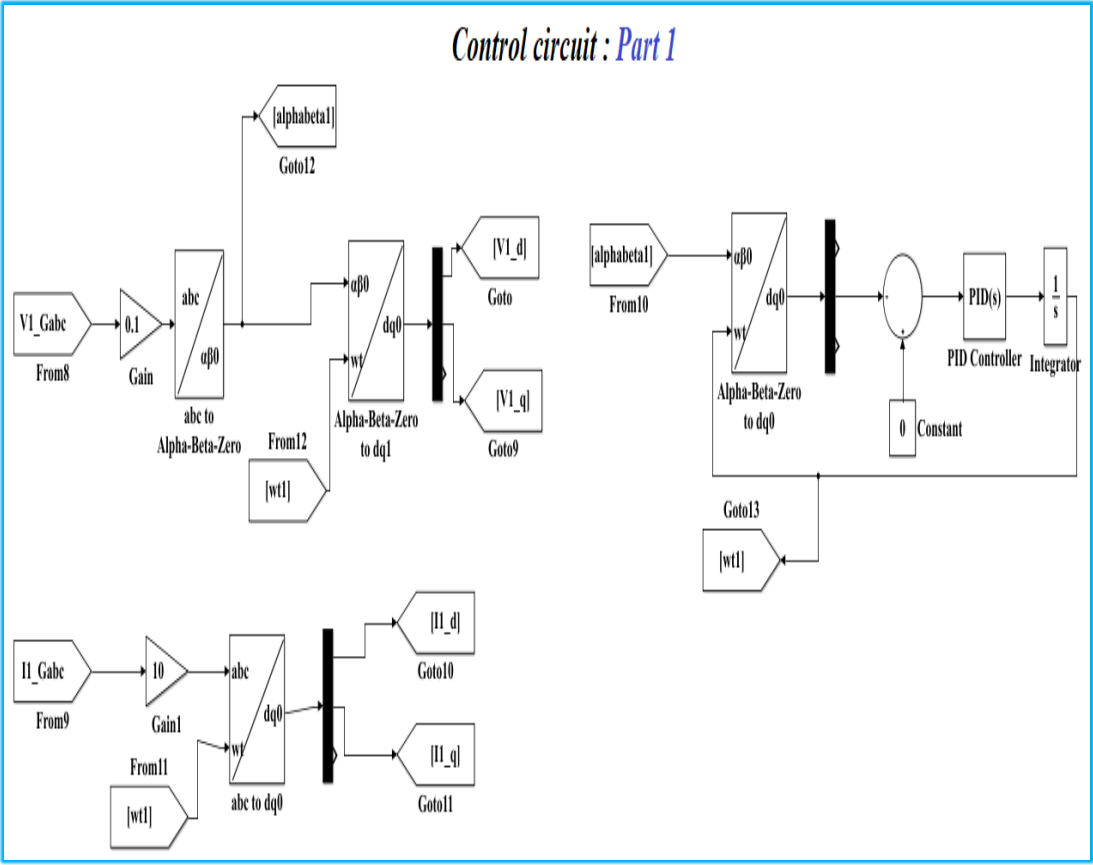 Control circuit : Part 1
[alphabeta1]
Goto12
V1_Gabc
From8
0.1
Gain
abc
αβ0
abc to
Alpha-Beta-Zero
αβ0
wt
dq0
Alpha-Beta-Zero
to dq1
From12
[wt1]
[V1_d]
Goto
[V1_q]
Goto9
[alphabeta1]
From10
αβ0
wt
dq0
Alpha-Beta-Zero
to dq0
PID(s)
PID Controller
1
s
Integrator
0
Constant
Goto13
[wt1]
I1_Gabc
From9
10
Gain1
abc
wt
dq0
abc to dq0
From11
[wt1]
[I1_d]
Goto10
[I1_q]
Goto11